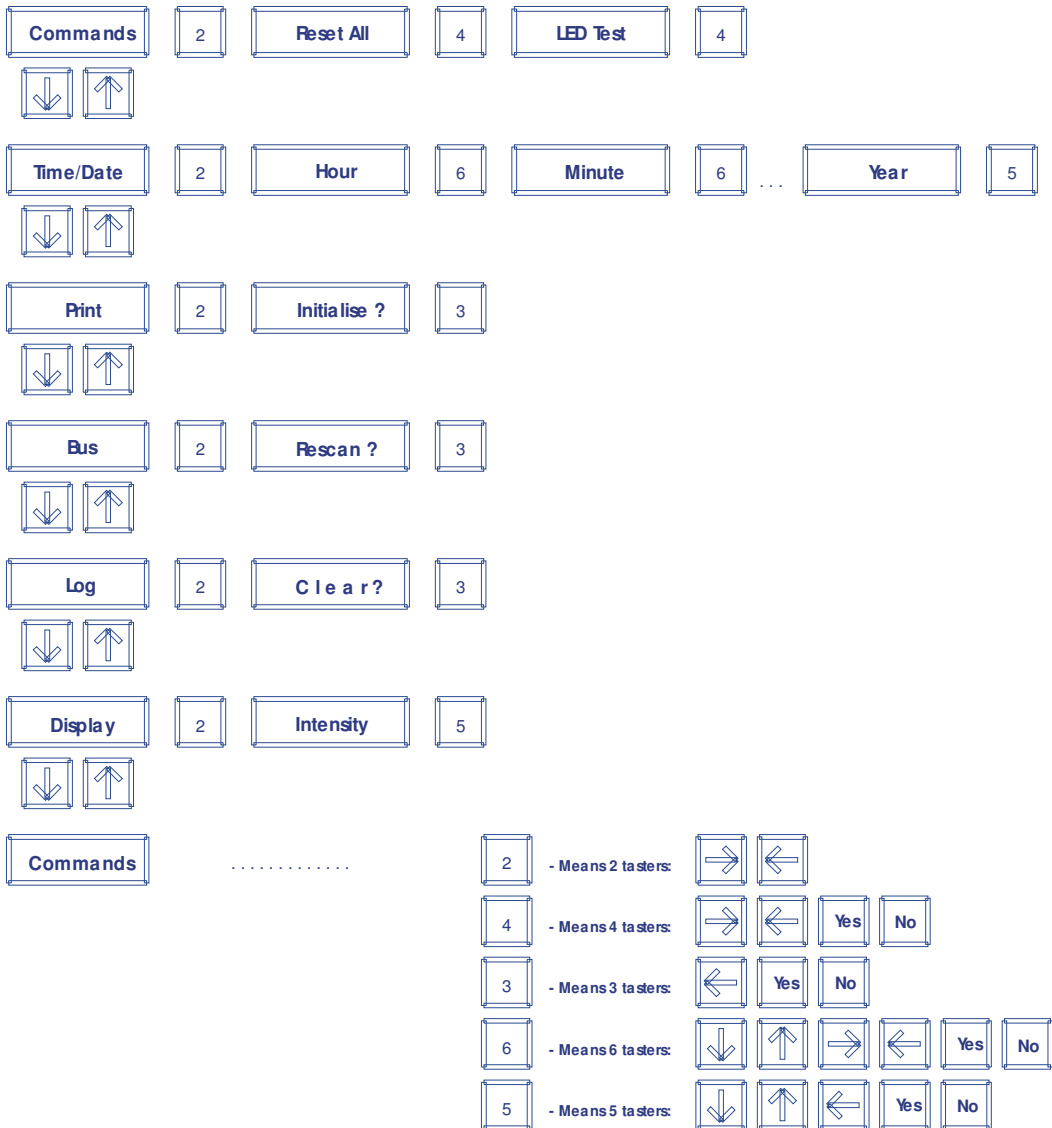 Commands 2 Reset All 4 LED Test 4
Time/Date 2 Hour 6 Minute 6 ... Year 5
Print 2 Initialise ? 3
Bus 2 Rescan ? 3
Log 2 Clear? 3
Display 2 Intensity 5
Commands .............
2 - Means 2 tasters:
4 - Means 4 tasters: Yes No
3 - Means 3 tasters: Yes No
6 - Means 6 tasters: Yes No
5 - Means 5 tasters: Yes No